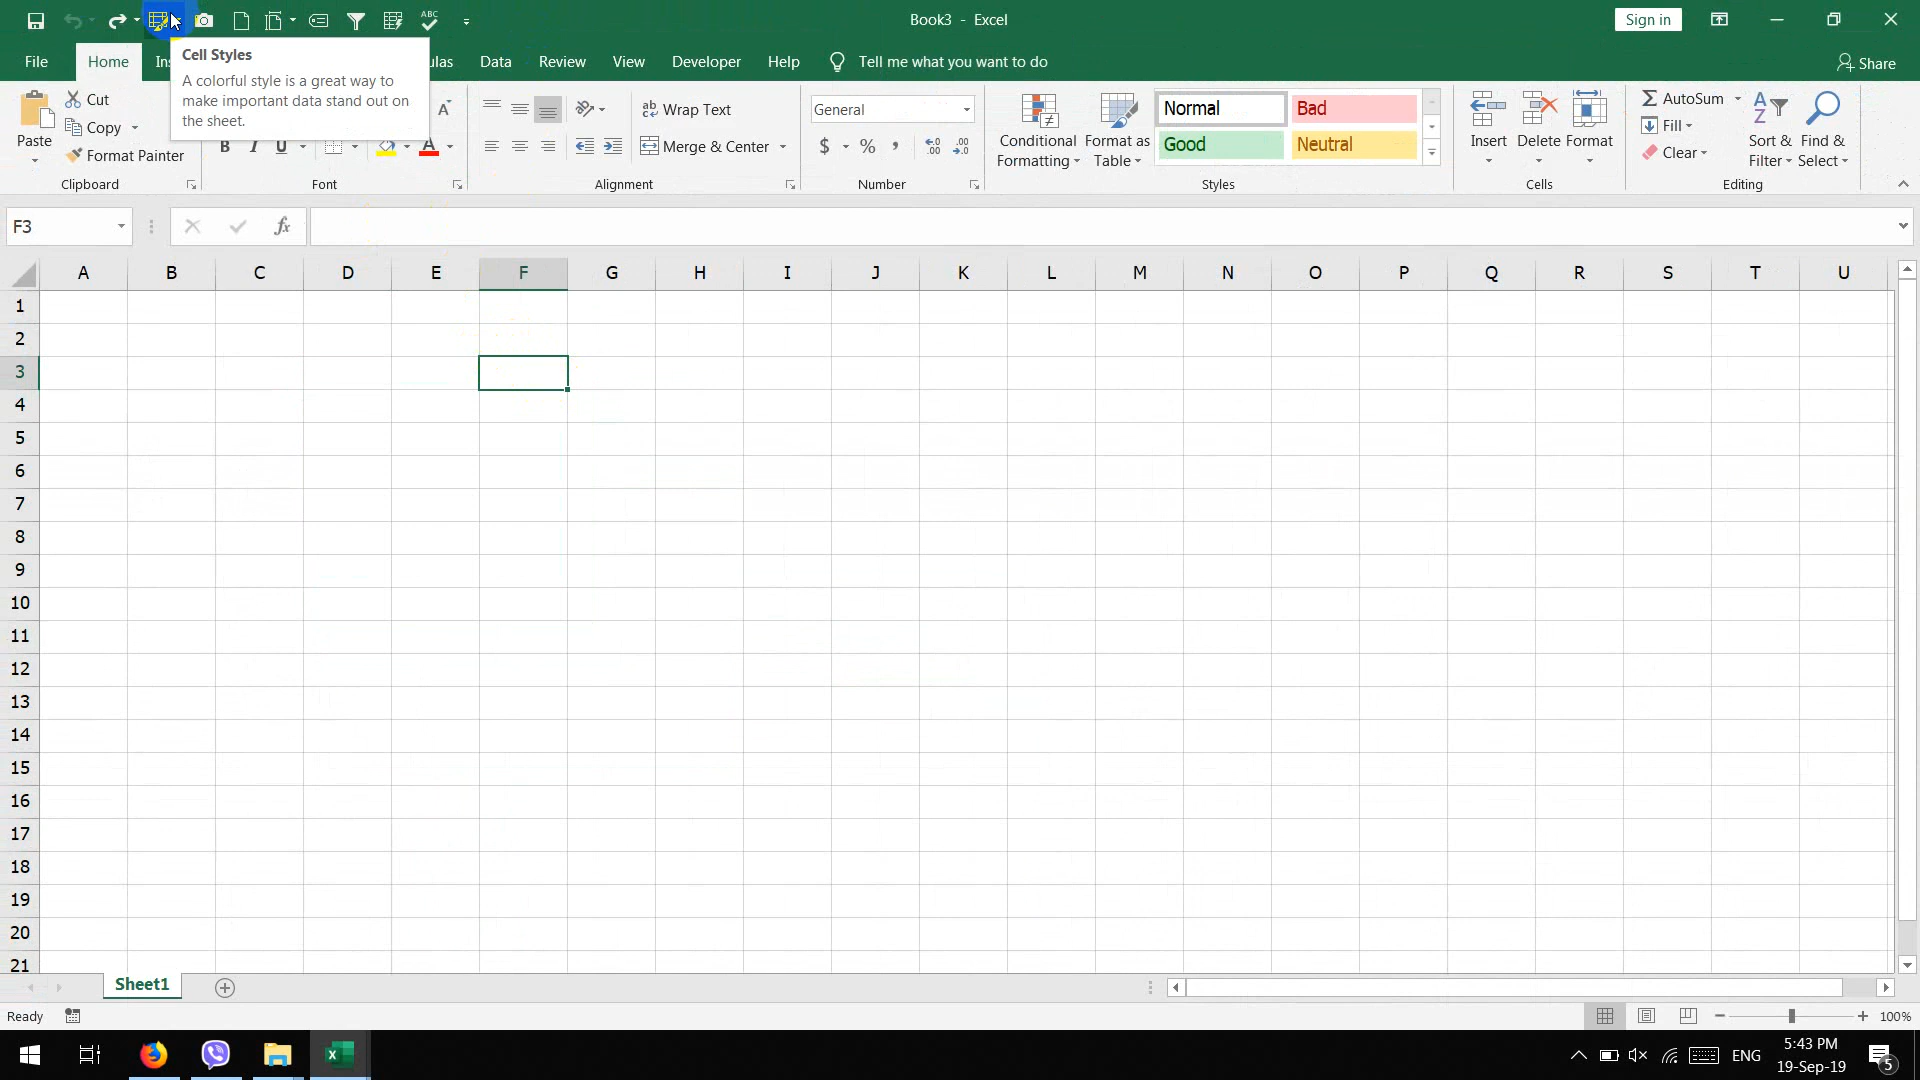 ABC
Book3 - Excel
Sign in
File
Home
Ins
ulas
Data
Review
View
Developer
Help
Tell me what you want to do
Share
Cell Styles
A colorful style is a great way to
make important data stand out on
the sheet.
Paste
Cut
Copy
Format Painter
Clipboard
B I U
A
A
Font
ab Wrap Text
Merge & Center
Alignment
General
$ % ,
Number
Conditional
Formatting
Format as
Table
Normal
Bad
Good
Neutral
Styles
Insert
Delete
Format
Cells
AutoSum
Fill
Clear
Sort &
Filter
Find &
Select
Editing
F3
fx
A B C D E F G H I J K L M N O P Q R S T U
1
2
3
4
5
6
7
8
9
10
11
12
13
14
15
16
17
18
19
20
21
Sheet1
Ready
100%
ENG
5:43 PM
19-Sep-19
5